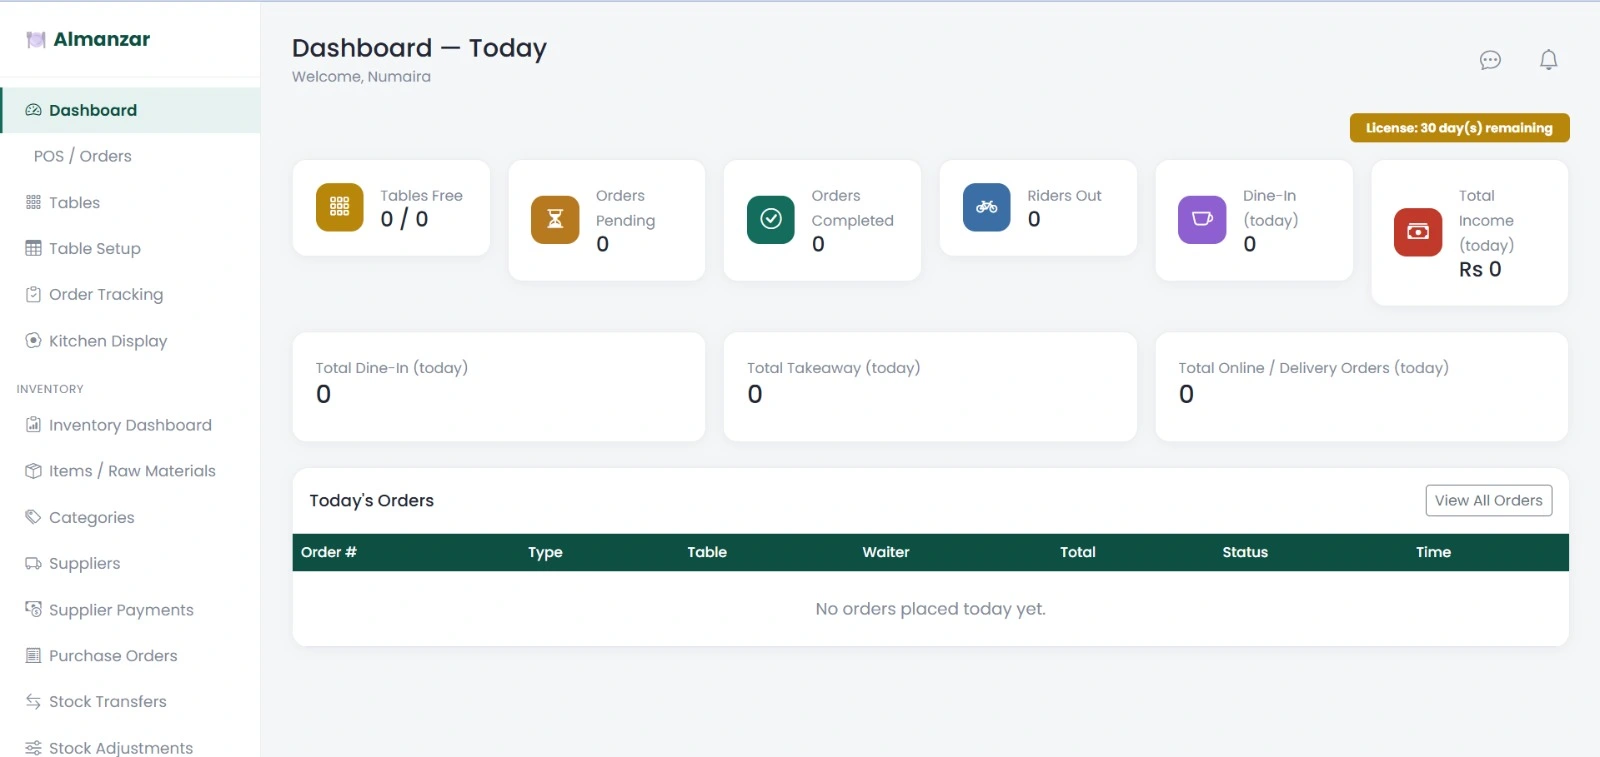 Almanzar
Dashboard
POS / Orders
Tables
Table Setup
Order Tracking
Kitchen Display
INVENTORY
Inventory Dashboard
Items / Raw Materials
Categories
Suppliers
Supplier Payments
Purchase Orders
Stock Transfers
Stock Adjustments
Dashboard — Today
Welcome, Numaira
License: 30 day(s) remaining
Tables Free
0 / 0
Orders
Pending
0
Orders
Completed
0
Riders Out
0
Dine-In
(today)
0
Total
Income
(today)
Rs 0
Total Dine-In (today)
0
Total Takeaway (today)
0
Total Online / Delivery Orders (today)
0
Today's Orders
View All Orders
Order # Type Table Waiter Total Status Time
No orders placed today yet.